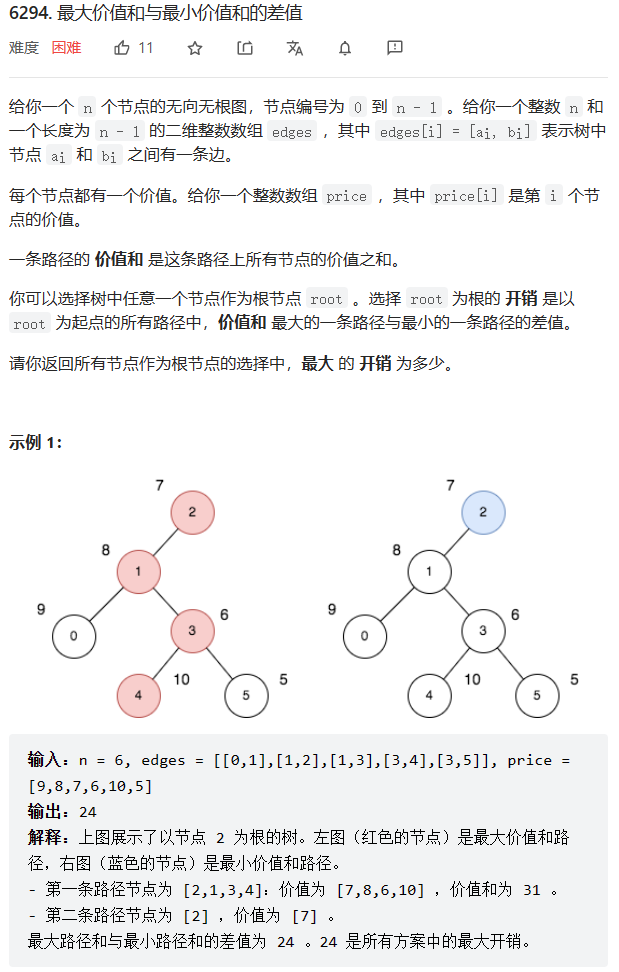 6294. 最大价值和与最小价值和的差值
难度 困难 11
给你一个 n 个节点的无向无根图，节点编号为 0 到 n - 1 。给你一个整数 n 和
一个长度为 n - 1 的二维整数数组 edges ，其中 edges[i] = [ai, bi] 表示树中
节点 ai 和 bi 之间有一条边。
每个节点都有一个价值。给你一个整数数组 price ，其中 price[i] 是第 i 个节
点的价值。
一条路径的 价值和 是这条路径上所有节点的价值之和。
你可以选择树中任意一个节点作为根节点 root 。选择 root 为根的 开销 是以
root 为起点的所有路径中，价值和 最大的一条路径与最小的一条路径的差值。
请你返回所有节点作为根节点的选择中，最大 的 开销 为多少。
示例 1：
7 7
2 2
8 8
1 1
9 6 9 6
0 3 0 3
10 5 10 5
4 5 4 5
输入：n = 6, edges = [[0,1],[1,2],[1,3],[3,4],[3,5]], price =
[9,8,7,6,10,5]
输出：24
解释：上图展示了以节点 2 为根的树。左图（红色的节点）是最大价值和路
径，右图（蓝色的节点）是最小价值和路径。
- 第一条路径节点为 [2,1,3,4]：价值为 [7,8,6,10] ，价值和为 31 。
- 第二条路径节点为 [2] ，价值为 [7] 。
最大路径和与最小路径和的差值为 24 。24 是所有方案中的最大开销。